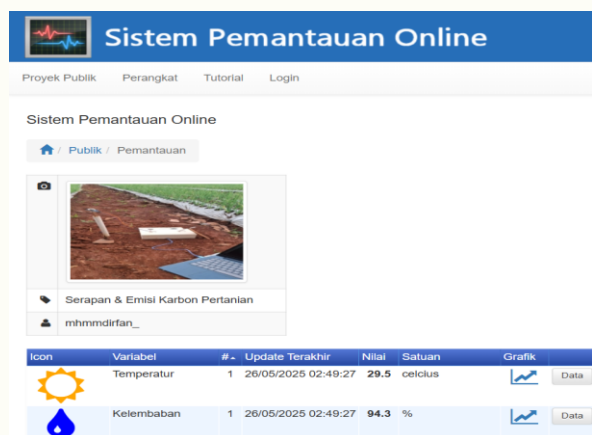 Sistem Pemantauan Online
Proyek Publik Perangkat Tutorial Login
Sistem Pemantauan Online
/ Publik / Pemantauan
Serapan & Emisi Karbon Pertanian
mhmmdirfan_
Icon Variabel # Update Terakhir Nilai Satuan Grafik
Temperatur 1 26/05/2025 02:49:27 29.5 celcius Data
Kelembaban 1 26/05/2025 02:49:27 94.3 % Data